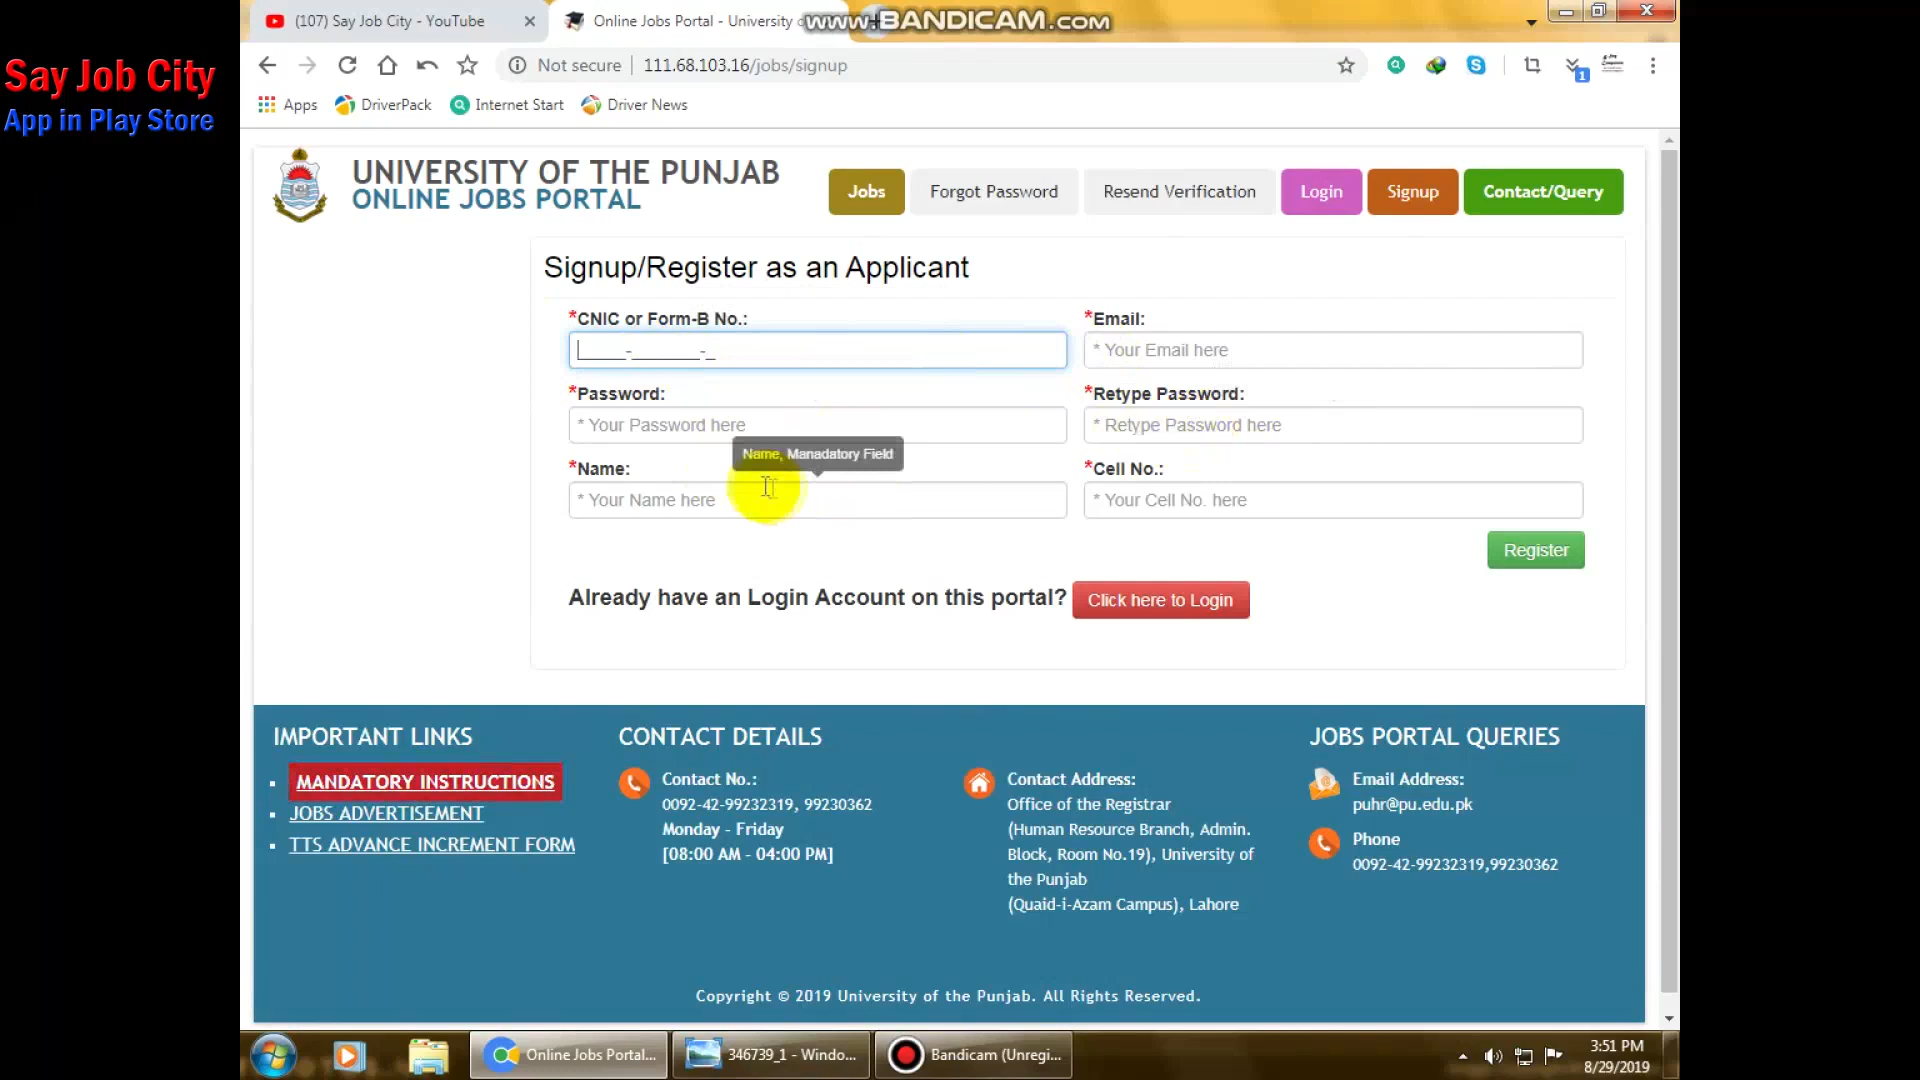 (107) Say Job City - YouTube
Online Jobs Portal - University
www.BANDICAM.COM
Say Job City
App in Play Store
Not secure | 111.68.103.16/jobs/signup
1
Apps
DriverPack
Internet Start
Driver News
UNIVERSITY OF THE PUNJAB
ONLINE JOBS PORTAL
Jobs
Forgot Password
Resend Verification
Login
Signup
Contact/Query
Signup/Register as an Applicant
*CNIC or Form-B No.:
*Email:
_____-_______-_
* Your Email here
*Password:
*Retype Password:
* Your Password here
* Retype Password here
Name, Manadatory Field
*Name:
*Cell No.:
* Your Name here
* Your Cell No. here
Register
Already have an Login Account on this portal?
Click here to Login
IMPORTANT LINKS
MANDATORY INSTRUCTIONS
JOBS ADVERTISEMENT
TTS ADVANCE INCREMENT FORM
CONTACT DETAILS
Contact No.:
0092-42-99232319, 99230362
Monday - Friday
[08:00 AM - 04:00 PM]
Contact Address:
Office of the Registrar
(Human Resource Branch, Admin.
Block, Room No.19), University of
the Punjab
(Quaid-i-Azam Campus), Lahore
JOBS PORTAL QUERIES
Email Address:
puhr@pu.edu.pk
Phone
0092-42-99232319,99230362
Copyright © 2019 University of the Punjab. All Rights Reserved.
Online Jobs Portal...
346739_1 - Windo...
Bandicam (Unregi...
3:51 PM
8/29/2019